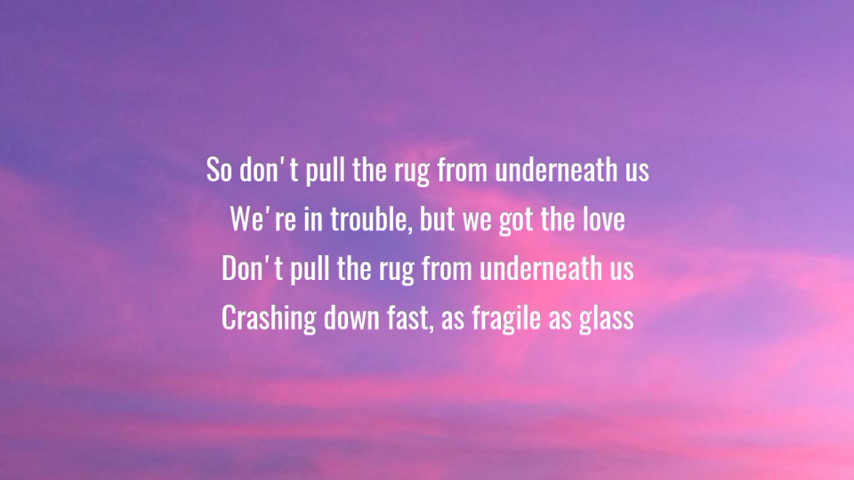 So don't pull the rug from underneath us
We're in trouble, but we got the love
Don't pull the rug from underneath us
Crashing down fast, as fragile as glass